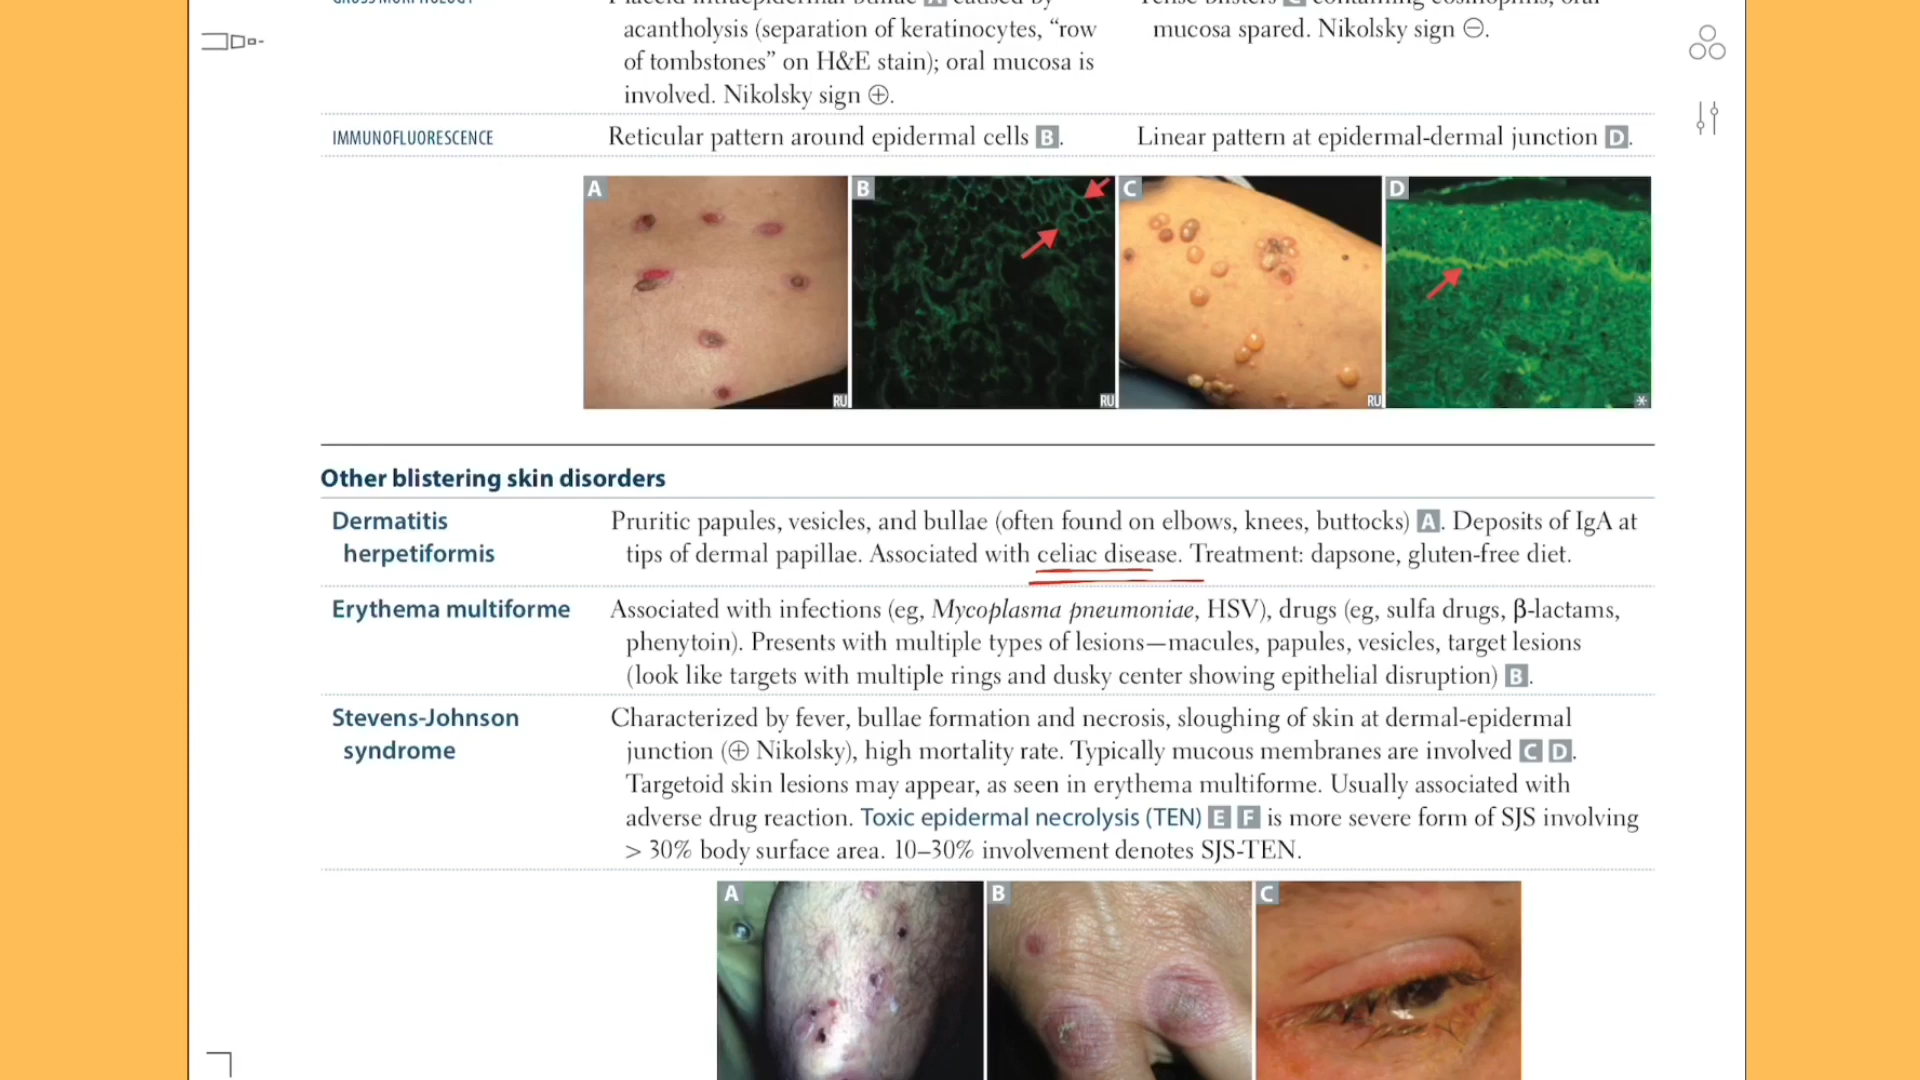 acantholysis (separation of keratinocytes, “row
of tombstones” on H&E stain); oral mucosa is
involved. Nikolsky sign ⊕.
mucosa spared. Nikolsky sign ⊖.
IMMUNOFLUORESCENCE
Reticular pattern around epidermal cells B.
Linear pattern at epidermal-dermal junction D.
A
B
C
D
RU
RU
RU
*
Other blistering skin disorders
Dermatitis
herpetiformis
Pruritic papules, vesicles, and bullae (often found on elbows, knees, buttocks) A. Deposits of IgA at
tips of dermal papillae. Associated with celiac disease. Treatment: dapsone, gluten-free diet.
Erythema multiforme
Associated with infections (eg, Mycoplasma pneumoniae, HSV), drugs (eg, sulfa drugs, β-lactams,
phenytoin). Presents with multiple types of lesions—macules, papules, vesicles, target lesions
(look like targets with multiple rings and dusky center showing epithelial disruption) B.
Stevens-Johnson
syndrome
Characterized by fever, bullae formation and necrosis, sloughing of skin at dermal-epidermal
junction (⊕ Nikolsky), high mortality rate. Typically mucous membranes are involved C D.
Targetoid skin lesions may appear, as seen in erythema multiforme. Usually associated with
adverse drug reaction. Toxic epidermal necrolysis (TEN) E F is more severe form of SJS involving
> 30% body surface area. 10–30% involvement denotes SJS-TEN.
A
B
C